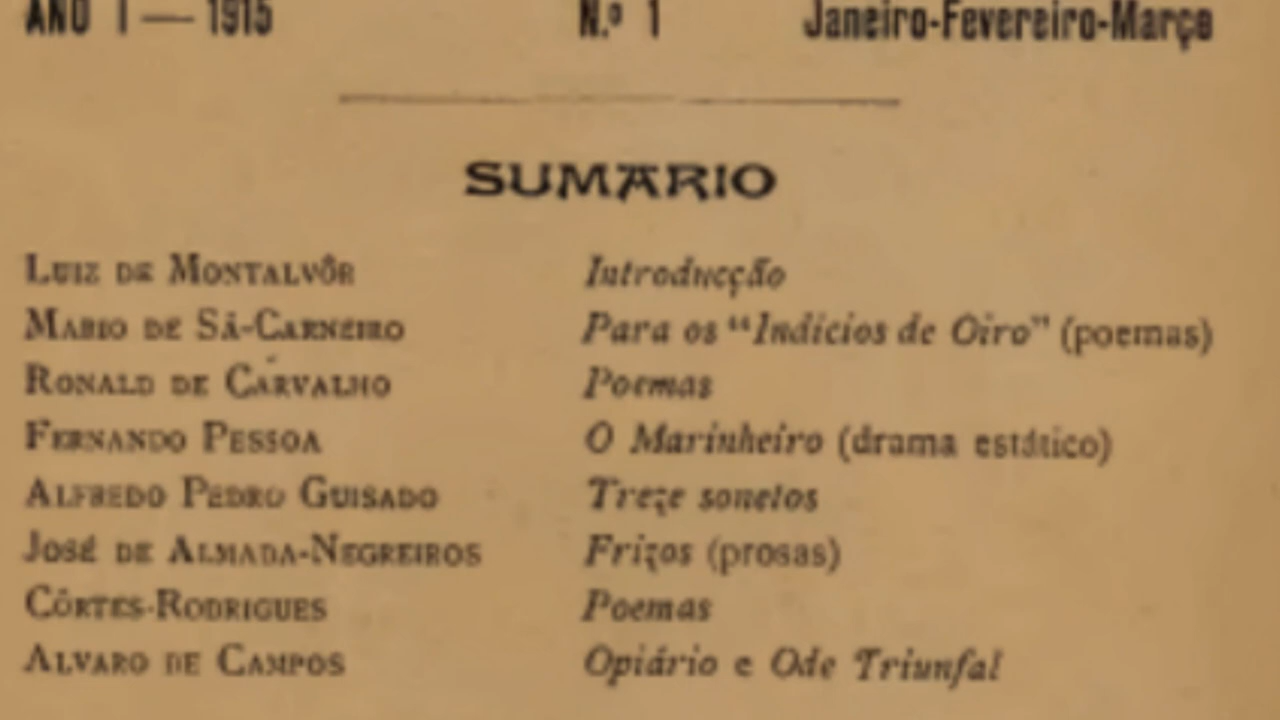 ANO I — 1915 N.º 1 Janeiro-Fevereiro-Março
SUMARIO
LUIZ DE MONTALVÔR Introducção
MARIO DE SÁ-CARNEIRO Para os “Indicios de Oiro” (poemas)
RONALD DE CARVALHO Poemas
FERNANDO PESSOA O Marinheiro (drama estático)
ALFREDO PEDRO GUISADO Treze sonetos
JOSÉ DE ALMADA-NEGREIROS Frizos (prosas)
CÔRTES-RODRIGUES Poemas
ALVARO DE CAMPOS Opiário e Ode Triunfal